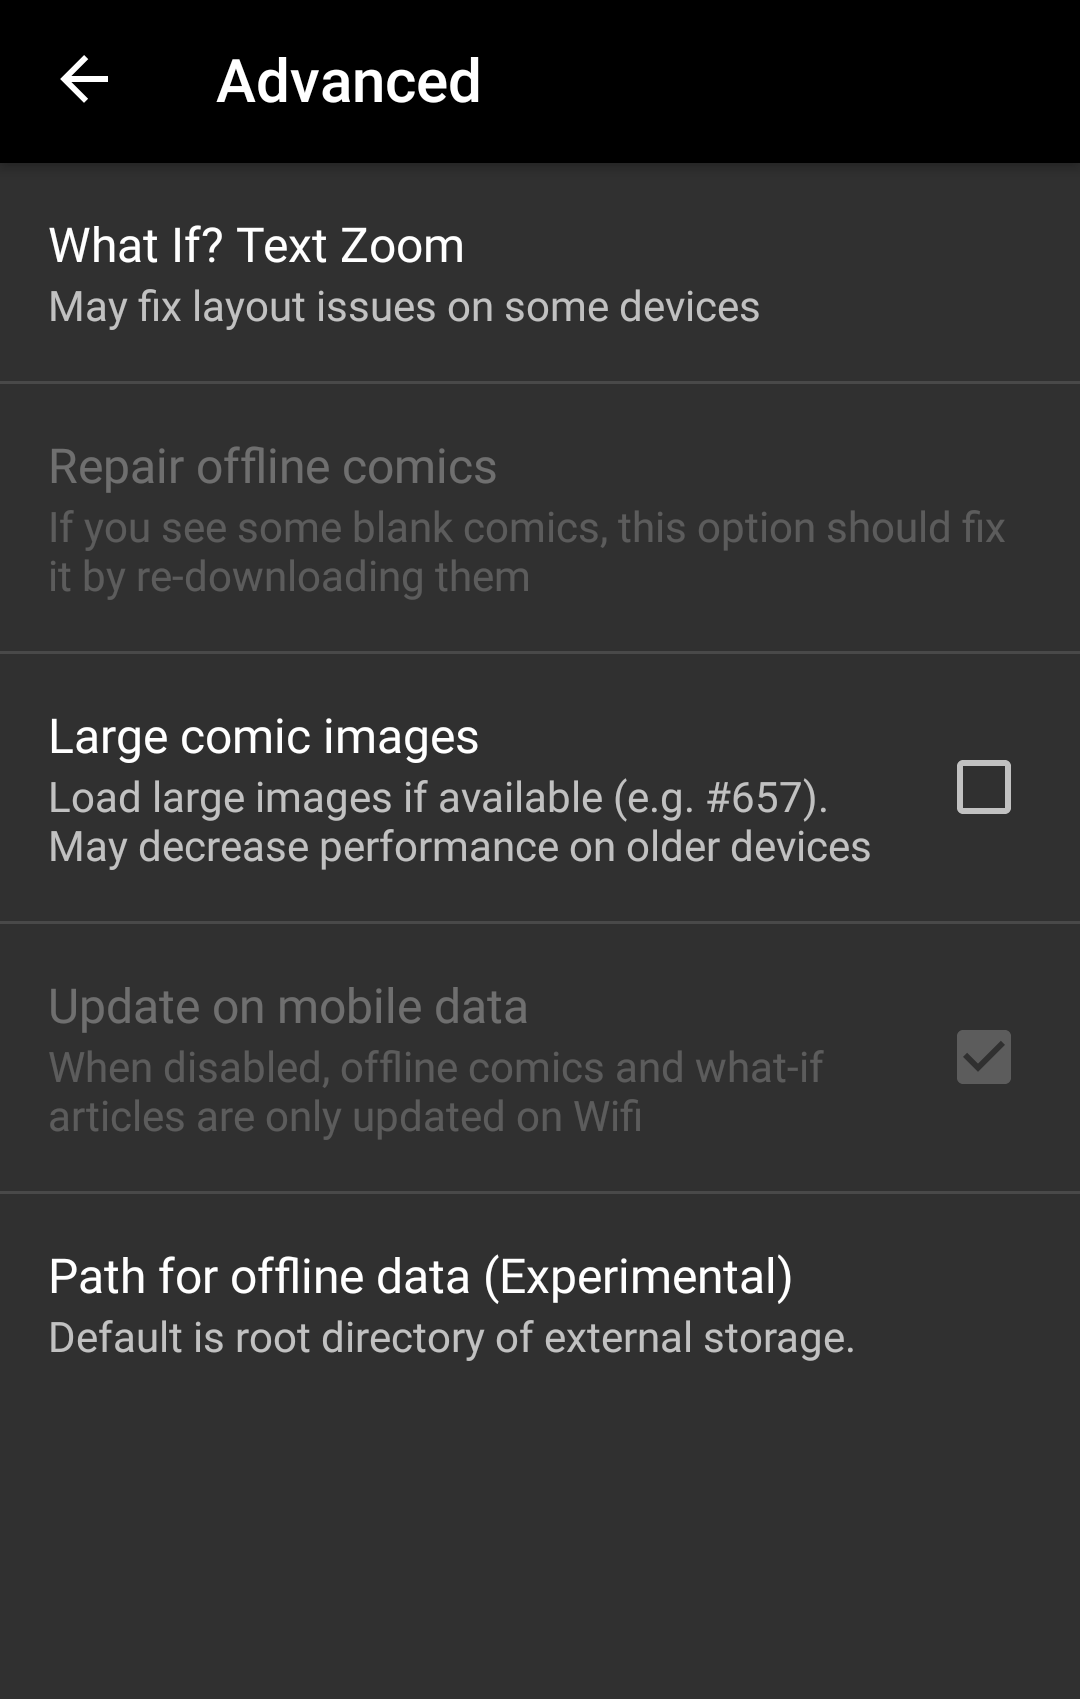 Advanced
What If? Text Zoom
May fix layout issues on some devices
Repair offline comics
If you see some blank comics, this option should fix
it by re-downloading them
Large comic images
Load large images if available (e.g. #657).
May decrease performance on older devices
Update on mobile data
When disabled, offline comics and what-if
articles are only updated on Wifi
Path for offline data (Experimental)
Default is root directory of external storage.